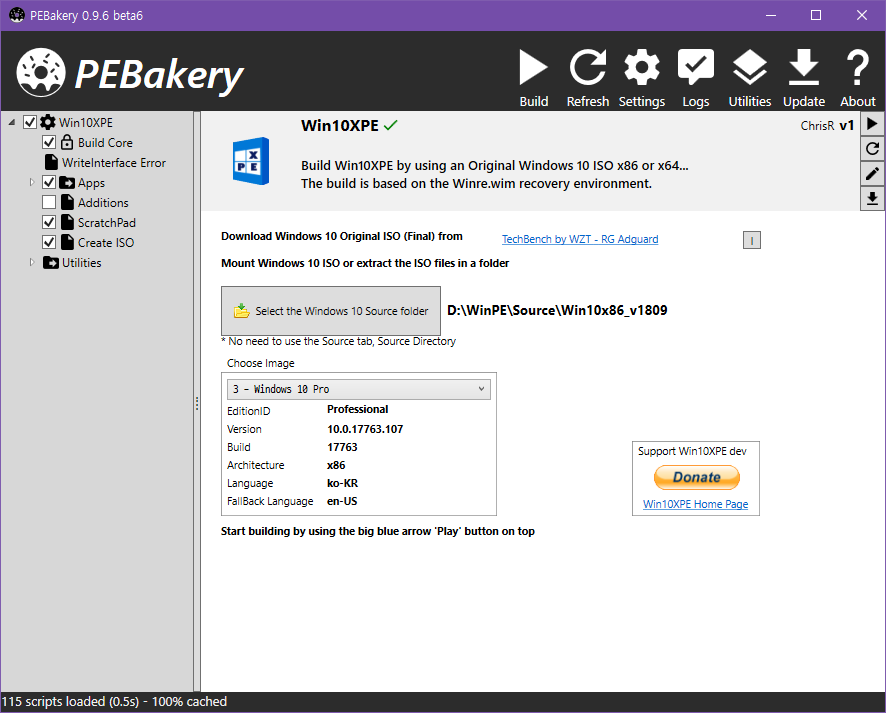 PEBakery 0.9.6 beta6
PEBakery
Build
Refresh
Settings
Logs
Utilities
Update
About
Win10XPE
Build Core
WriteInterface Error
Apps
Additions
ScratchPad
Create ISO
Utilities
Win10XPE
ChrisR v1
X
P E
Build Win10XPE by using an Original Windows 10 ISO x86 or x64...
The build is based on the Winre.wim recovery environment.
Download Windows 10 Original ISO (Final) from TechBench by WZT - RG Adguard
I
Mount Windows 10 ISO or extract the ISO files in a folder
Select the Windows 10 Source folder
D:\WinPE\Source\Win10x86_v1809
* No need to use the Source tab, Source Directory
Choose Image
3 - Windows 10 Pro
EditionID Professional
Version 10.0.17763.107
Build 17763
Architecture x86
Language ko-KR
FallBack Language en-US
Support Win10XPE dev
Donate
Win10XPE Home Page
Start building by using the big blue arrow 'Play' button on top
115 scripts loaded (0.5s) - 100% cached